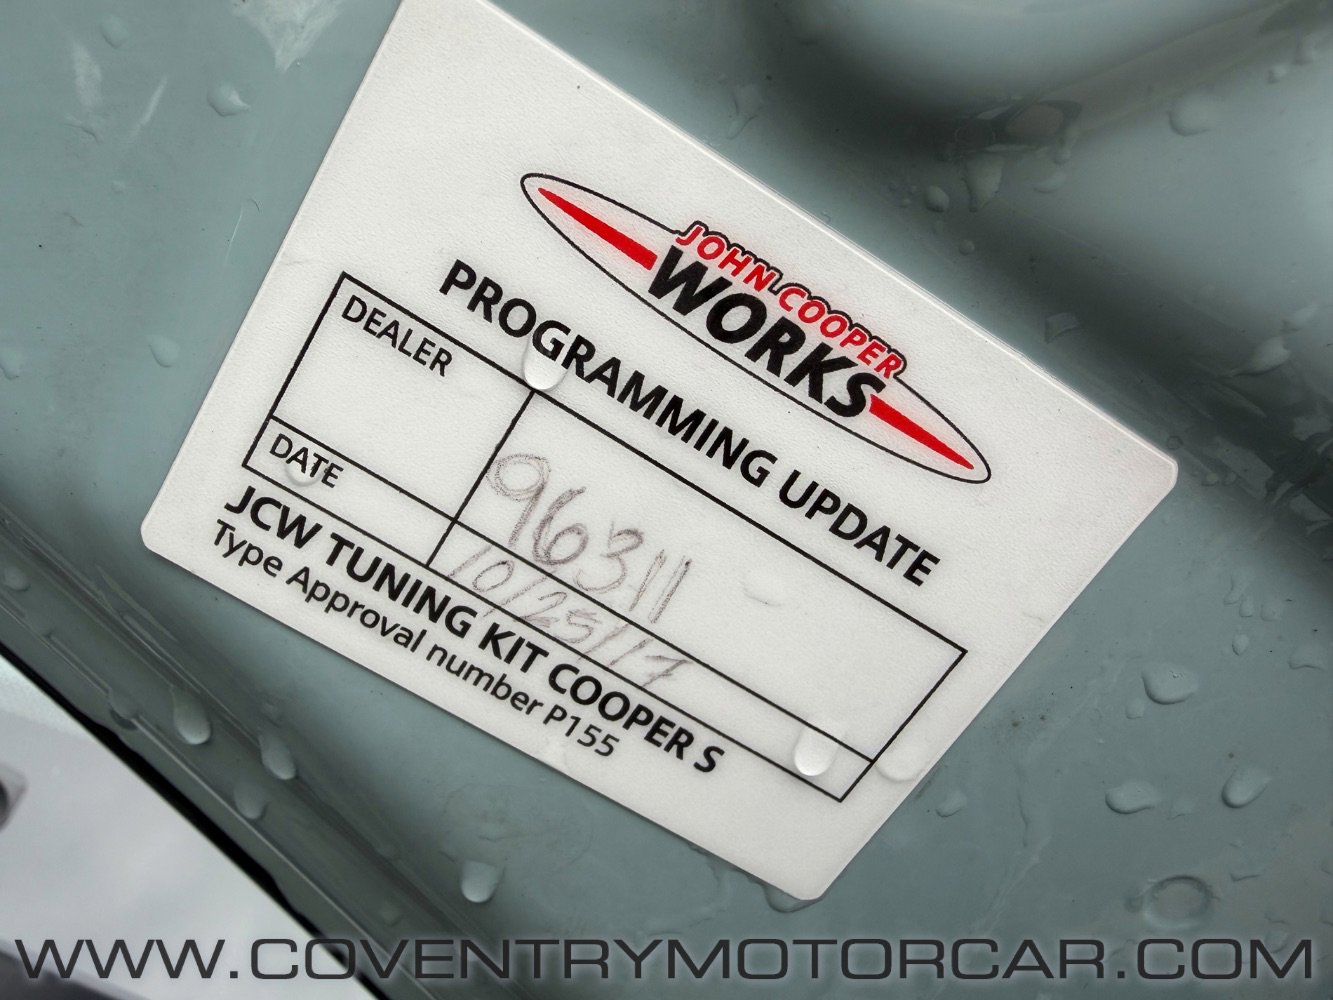 JOHN COOPER
WORKS
PROGRAMMING UPDATE
DEALER 96311
DATE 10/25/17
JCW TUNING KIT COOPER S
Type Approval number P155
WWW.COVENTRYMOTORCAR.COM